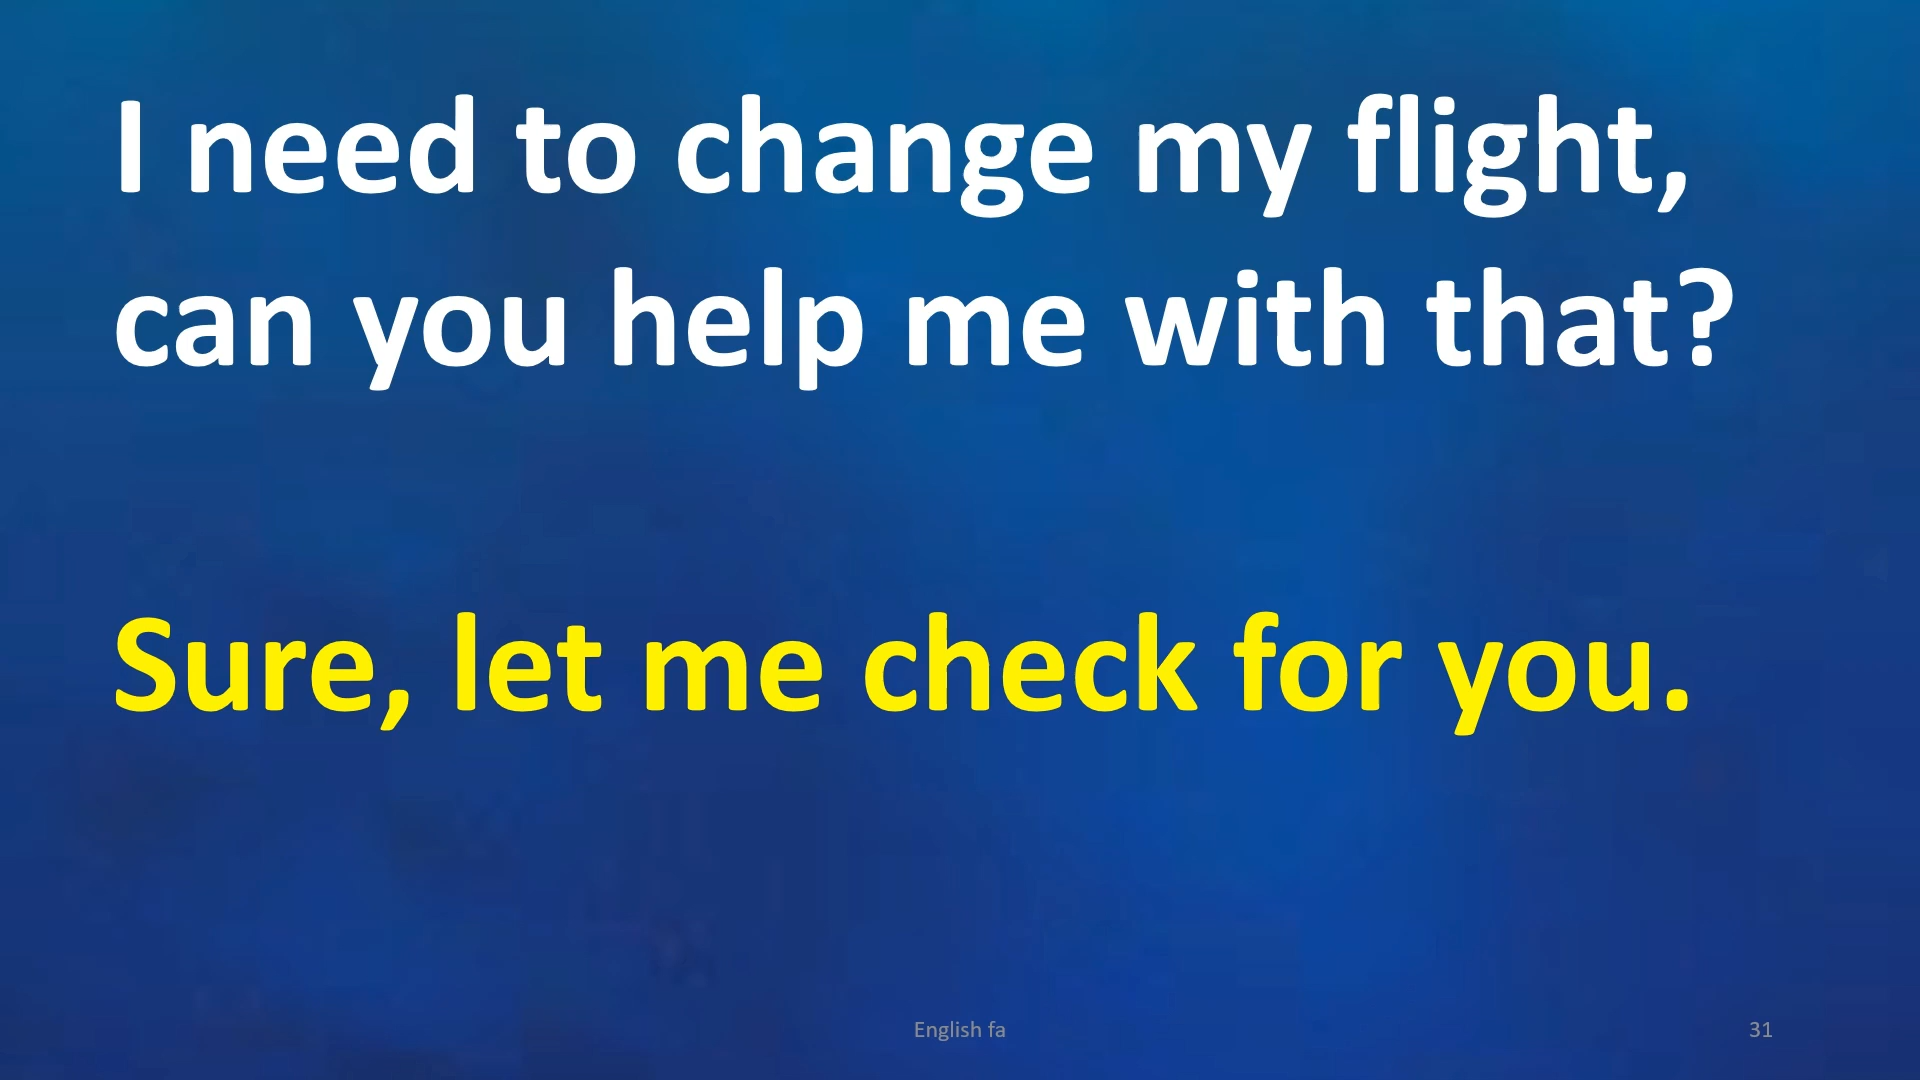 I need to change my flight,
can you help me with that?
Sure, let me check for you.
English fa
31